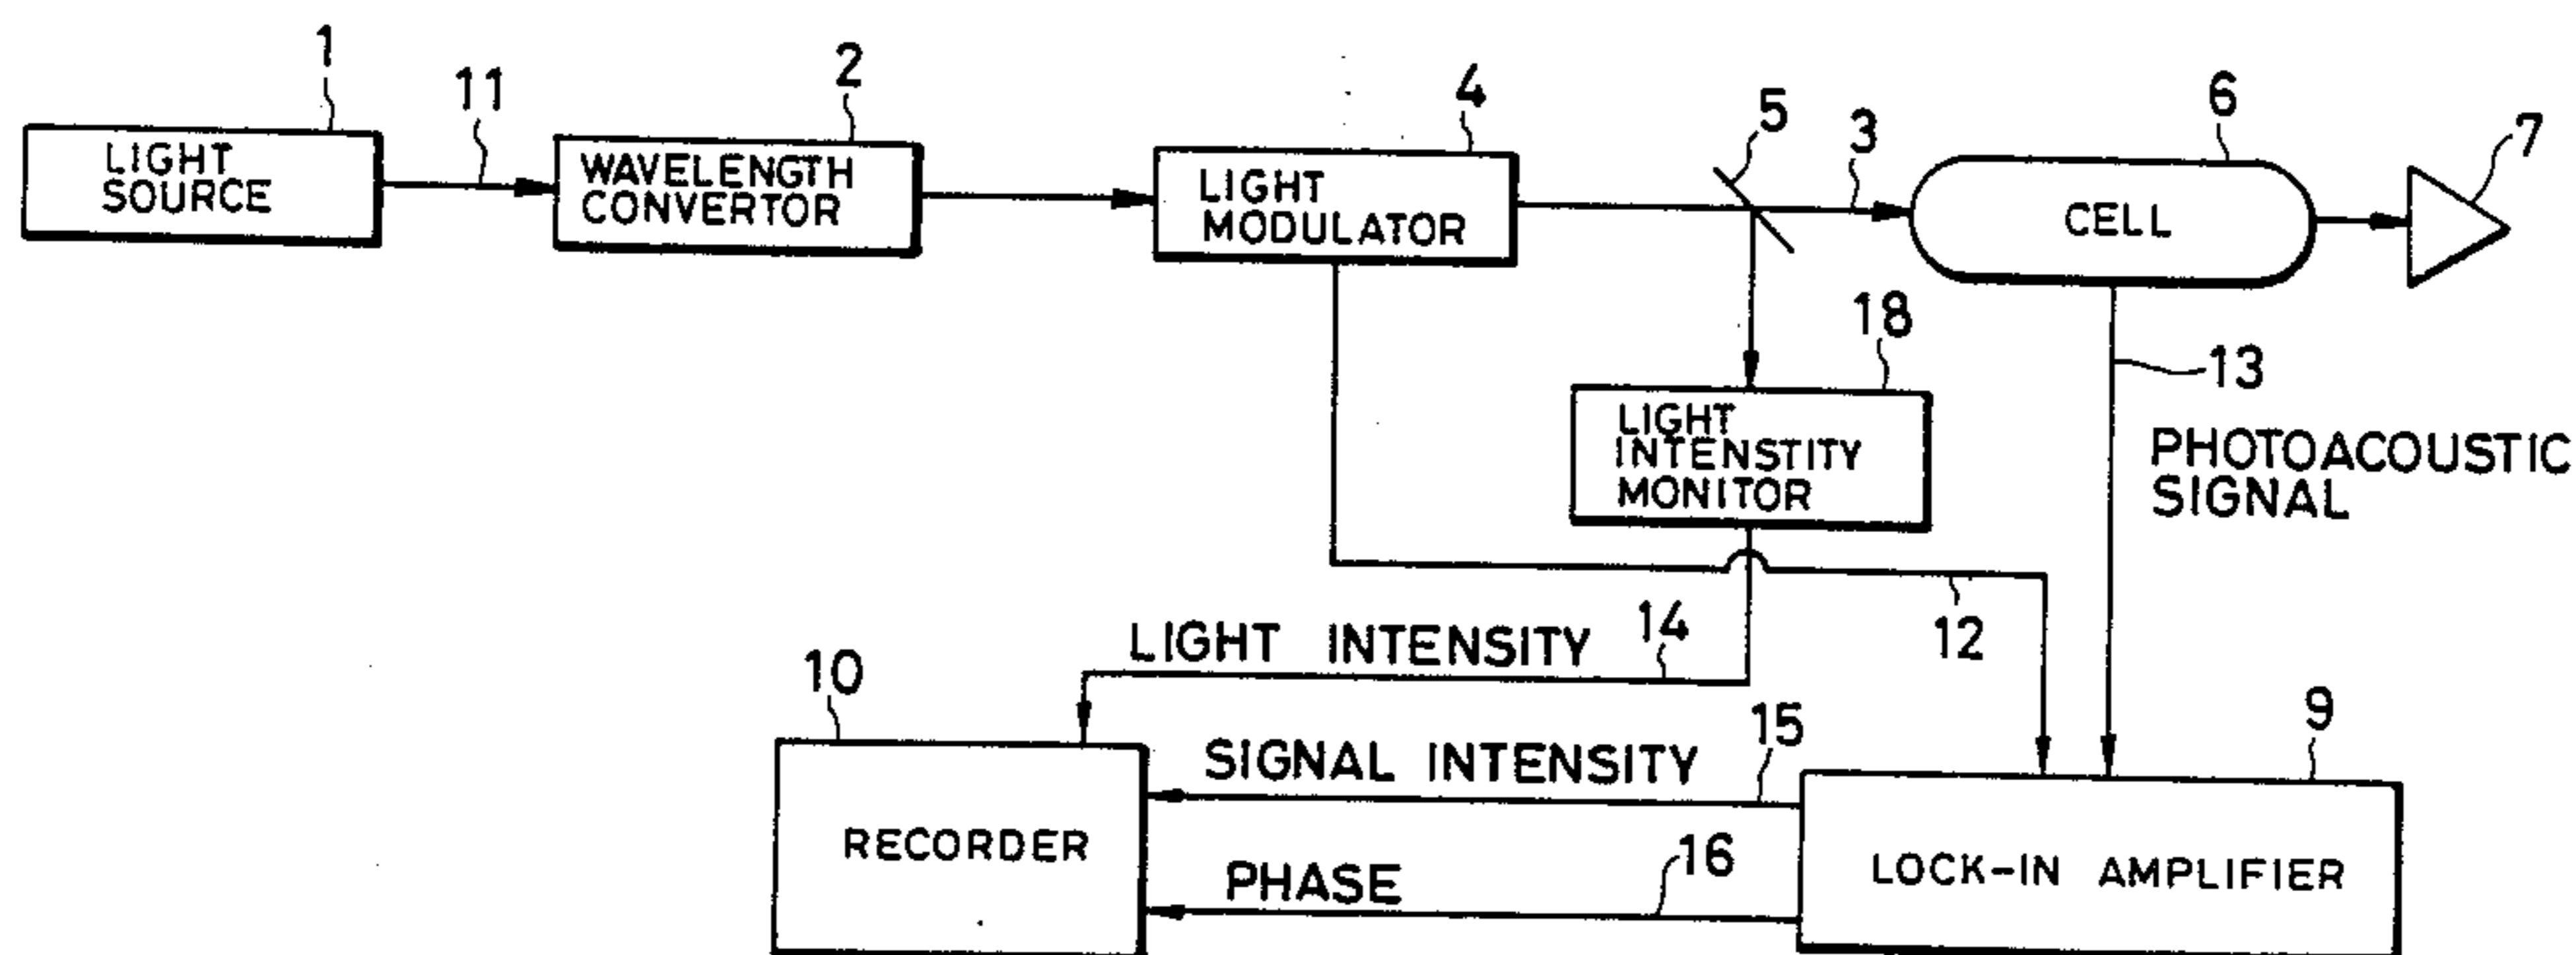 1
11
2
4
5
3
6
7
LIGHT
SOURCE
WAVELENGTH
CONVERTOR
LIGHT
MODULATOR
CELL
18
13
LIGHT
INTENSTITY
MONITOR
PHOTOACOUSTIC
SIGNAL
12
14
LIGHT INTENSITY
10
15
9
SIGNAL INTENSITY
RECORDER
16
PHASE
LOCK-IN AMPLIFIER